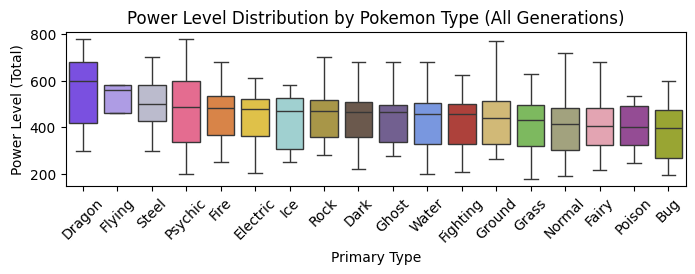 Power Level Distribution by Pokemon Type (All Generations)
Power Level (Total)
800
600
400
200
Dragon
Flying
Steel
Psychic
Fire
Electric
Ice
Rock
Dark
Ghost
Water
Fighting
Ground
Grass
Normal
Fairy
Poison
Bug
Primary Type